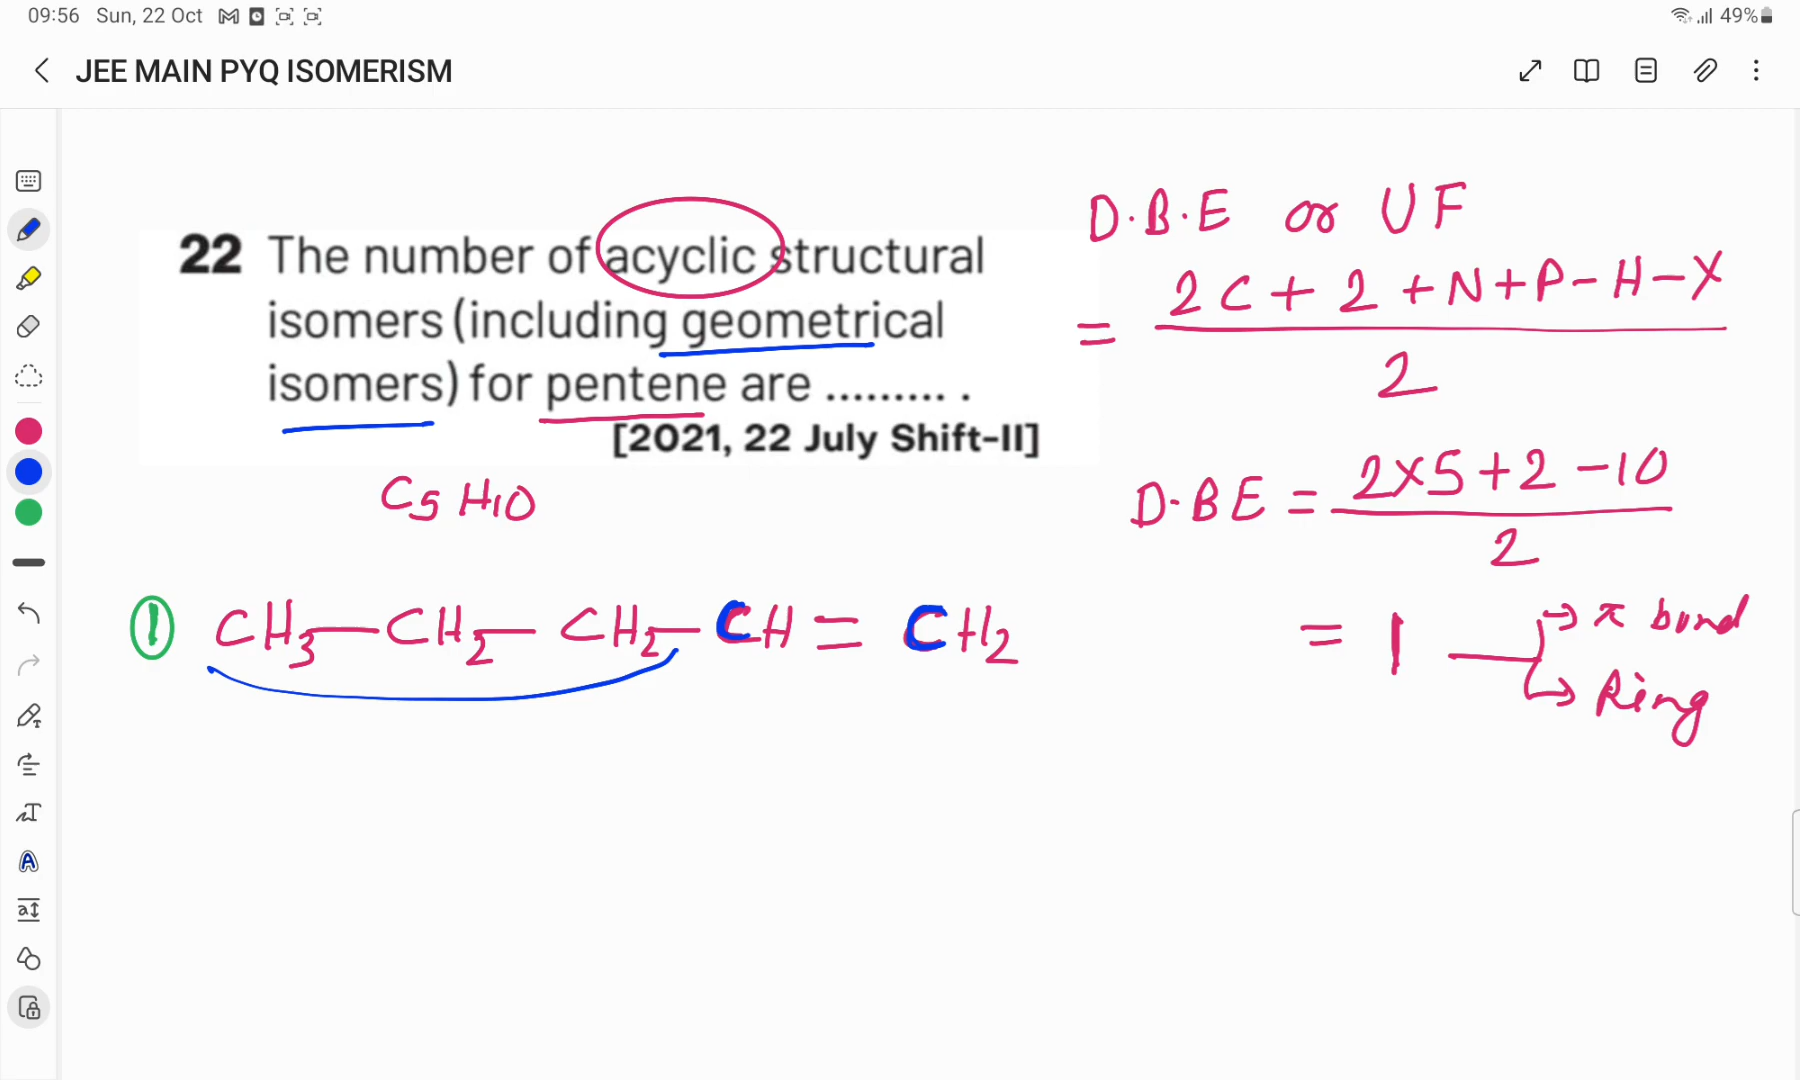 09:56 Sun, 22 Oct
49%
JEE MAIN PYQ ISOMERISM
22 The number of acyclic structural
isomers (including geometrical
isomers) for pentene are ......... .
[2021, 22 July Shift-II]
C5 H10
① CH3—CH2—CH2—CH = CH2
D.B.E or UF
= 2C + 2 + N + P - H - X
2
D.BE = 2×5+2-10
2
= 1 → π bond
→ Ring